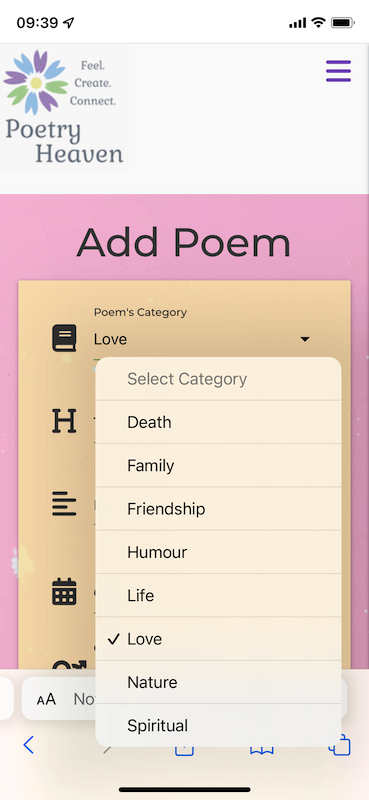 09:39
Feel.
Create.
Connect.
Poetry
Heaven
Add Poem
Poem's Category
Love
Select Category
Death
Family
Friendship
Humour
Life
Love
Nature
Spiritual
AA